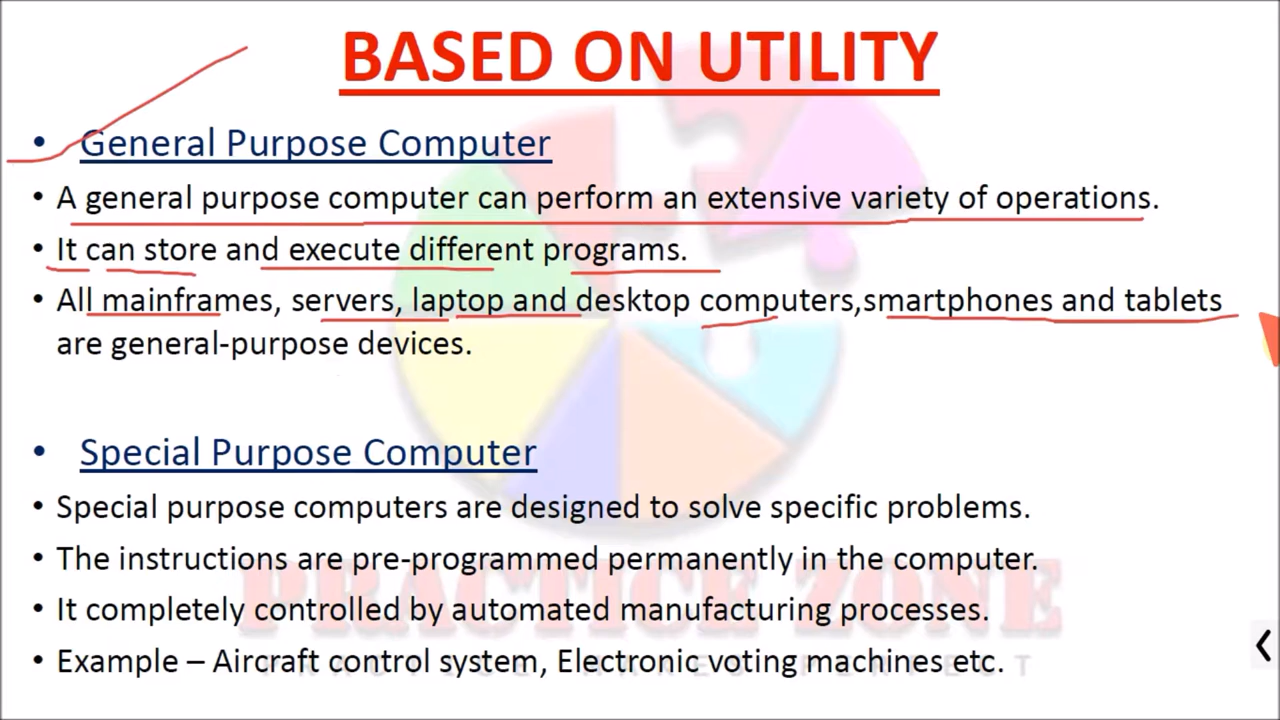 BASED ON UTILITY
• General Purpose Computer
• A general purpose computer can perform an extensive variety of operations.
• It can store and execute different programs.
• All mainframes, servers, laptop and desktop computers,smartphones and tablets
are general-purpose devices.
• Special Purpose Computer
• Special purpose computers are designed to solve specific problems.
• The instructions are pre-programmed permanently in the computer.
PRACTICE ZONE
• It completely controlled by automated manufacturing processes.
• Example – Aircraft control system, Electronic voting machines etc.
PRACTICE MAKES PERFECT